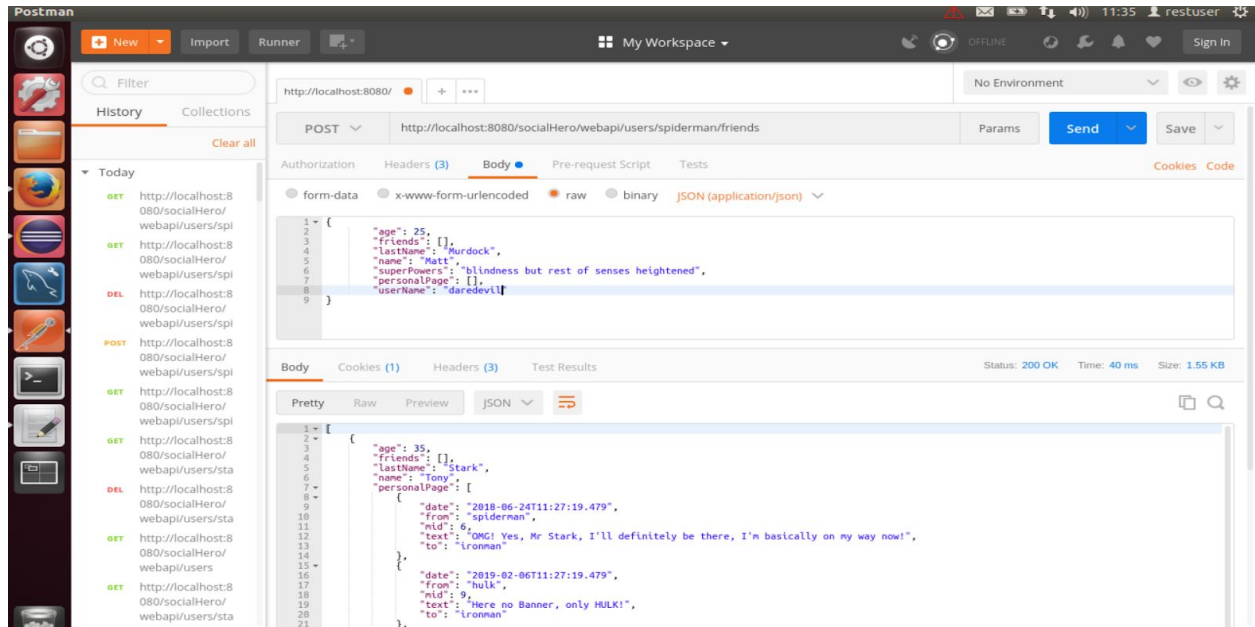 Postman
11:35 restuser
New Import Runner My Workspace OFFLINE Sign In
Filter
History Collections
Clear all
Today
GET http://localhost:8
080/socialHero/
webapi/users/spi
GET http://localhost:8
080/socialHero/
webapi/users/spi
DEL http://localhost:8
080/socialHero/
webapi/users/spi
POST http://localhost:8
080/socialHero/
webapi/users/spi
GET http://localhost:8
080/socialHero/
webapi/users/spi
GET http://localhost:8
080/socialHero/
webapi/users/sta
DEL http://localhost:8
080/socialHero/
webapi/users/sta
GET http://localhost:8
080/socialHero/
webapi/users
GET http://localhost:8
080/socialHero/
webapi/users/sta
http://localhost:8080/ + •••
No Environment
POST http://localhost:8080/socialHero/webapi/users/spiderman/friends Params Send Save
Authorization Headers (3) Body Pre-request Script Tests Cookies Code
form-data x-www-form-urlencoded raw binary JSON (application/json)
1 {
2 "age": 25,
3 "friends": [],
4 "lastName": "Murdock",
5 "name": "Matt",
6 "superPowers": "blindness but rest of senses heightened",
7 "personalPage": [],
8 "userName": "daredevil"
9 }
Body Cookies (1) Headers (3) Test Results Status: 200 OK Time: 40 ms Size: 1.55 KB
Pretty Raw Preview JSON
1 [
2 {
3 "age": 35,
4 "friends": [],
5 "lastName": "Stark",
6 "name": "Tony",
7 "personalPage": [
8 {
9 "date": "2018-06-24T11:27:19.479",
10 "from": "spiderman",
11 "mid": 6,
12 "text": "OMG! Yes, Mr Stark, I'll definitely be there, I'm basically on my way now!",
13 "to": "ironman"
14 },
15 {
16 "date": "2019-02-06T11:27:19.479",
17 "from": "hulk",
18 "mid": 9,
19 "text": "Here no Banner, only HULK!",
20 "to": "ironman"
21 },